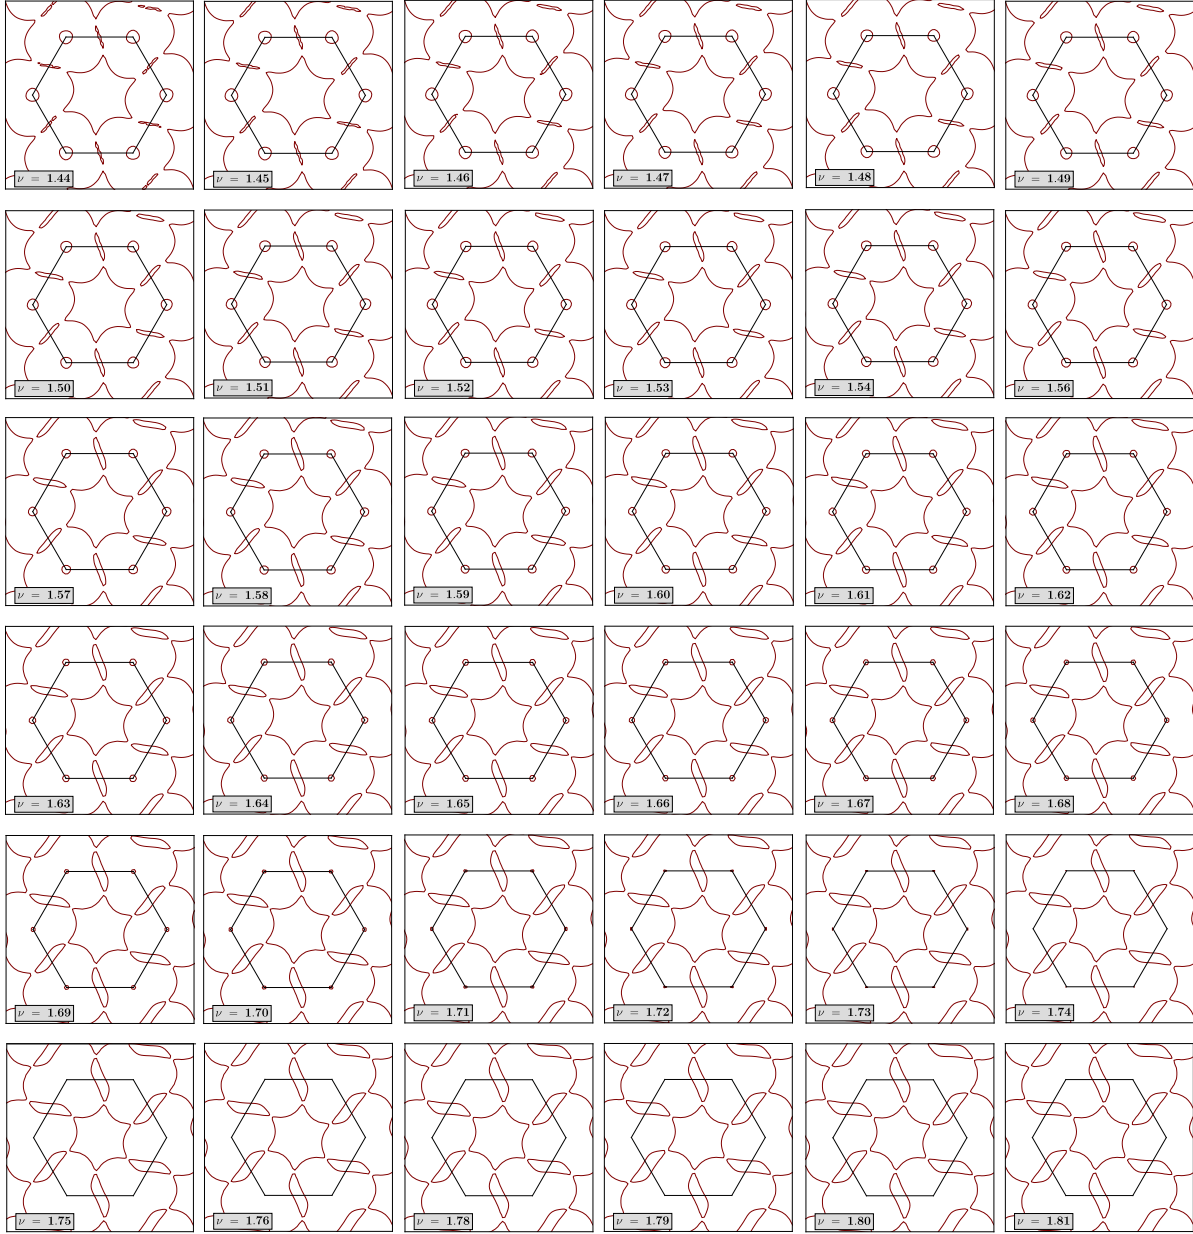 ν = 1.44
ν = 1.45
ν = 1.46
ν = 1.47
ν = 1.48
ν = 1.49
ν = 1.50
ν = 1.51
ν = 1.52
ν = 1.53
ν = 1.54
ν = 1.56
ν = 1.57
ν = 1.58
ν = 1.59
ν = 1.60
ν = 1.61
ν = 1.62
ν = 1.63
ν = 1.64
ν = 1.65
ν = 1.66
ν = 1.67
ν = 1.68
ν = 1.69
ν = 1.70
ν = 1.71
ν = 1.72
ν = 1.73
ν = 1.74
ν = 1.75
ν = 1.76
ν = 1.78
ν = 1.79
ν = 1.80
ν = 1.81